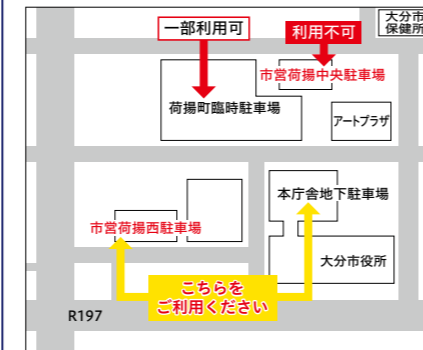 一部利用可
利用不可
大分市
保健所
市営荷揚中央駐車場
荷揚町臨時駐車場
アートプラザ
本庁舎地下駐車場
市営荷揚西駐車場
大分市役所
こちらを
ご利用ください
R197